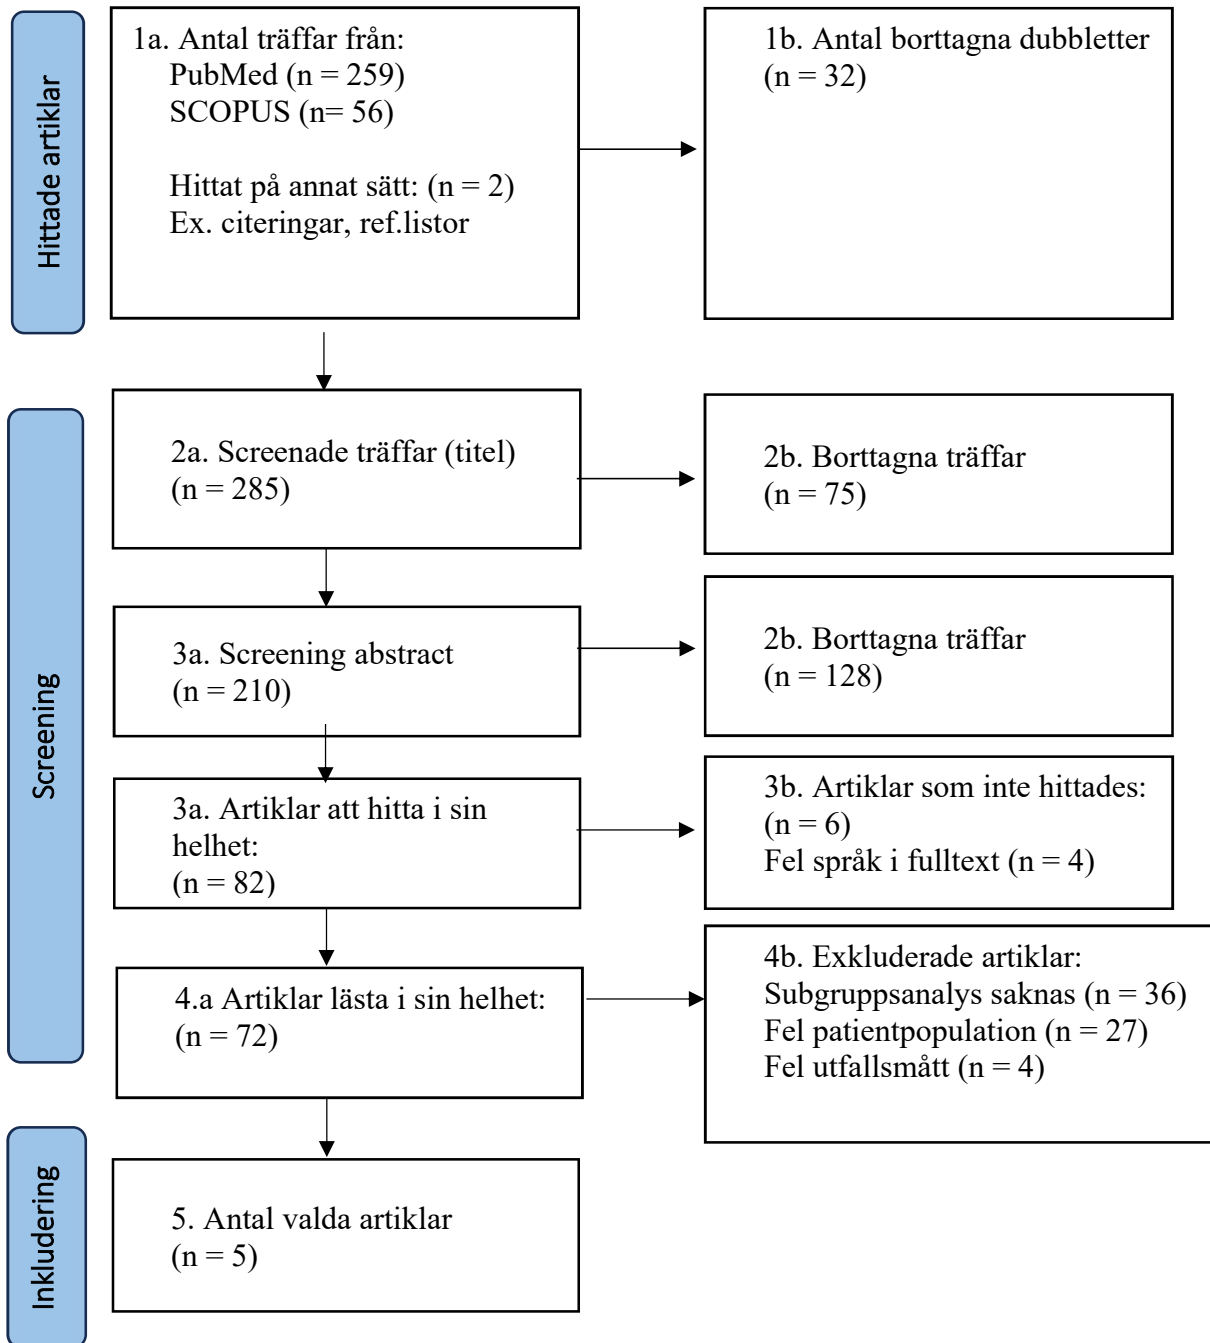 Hittade artiklar
1a. Antal träffar från:
PubMed (n = 259)
SCOPUS (n= 56)
Hittat på annat sätt: (n = 2)
Ex. citeringar, ref.listor
1b. Antal borttagna dubbletter
(n = 32)
Screening
2a. Screenade träffar (titel)
(n = 285)
2b. Borttagna träffar
(n = 75)
3a. Screening abstract
(n = 210)
2b. Borttagna träffar
(n = 128)
3a. Artiklar att hitta i sin
helhet:
(n = 82)
3b. Artiklar som inte hittades:
(n = 6)
Fel språk i fulltext (n = 4)
4.a Artiklar lästa i sin helhet:
(n = 72)
4b. Exkluderade artiklar:
Subgruppsanalys saknas (n = 36)
Fel patientpopulation (n = 27)
Fel utfallsmått (n = 4)
Inkludering
5. Antal valda artiklar
(n = 5)